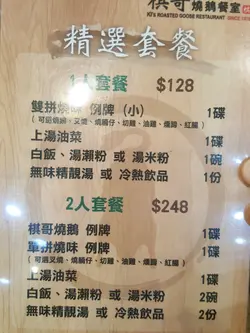 棋哥燒鵝餐室
KI's ROASTED GOOSE RESTAURANT
精選套餐
1人套餐 $128
雙拼燒味 例牌 (小) 1碟
上湯油菜 1碟
白飯、湯瀨粉 或 湯米粉 1碗
無味精靚湯 或 冷熱飲品 1份
2人套餐 $248
棋哥燒鵝 例牌 1碟
單拼燒味 例牌 1碟
上湯油菜 1碟
白飯、湯瀨粉 或 湯米粉 2碗
無味精靚湯 或 冷熱飲品 2份